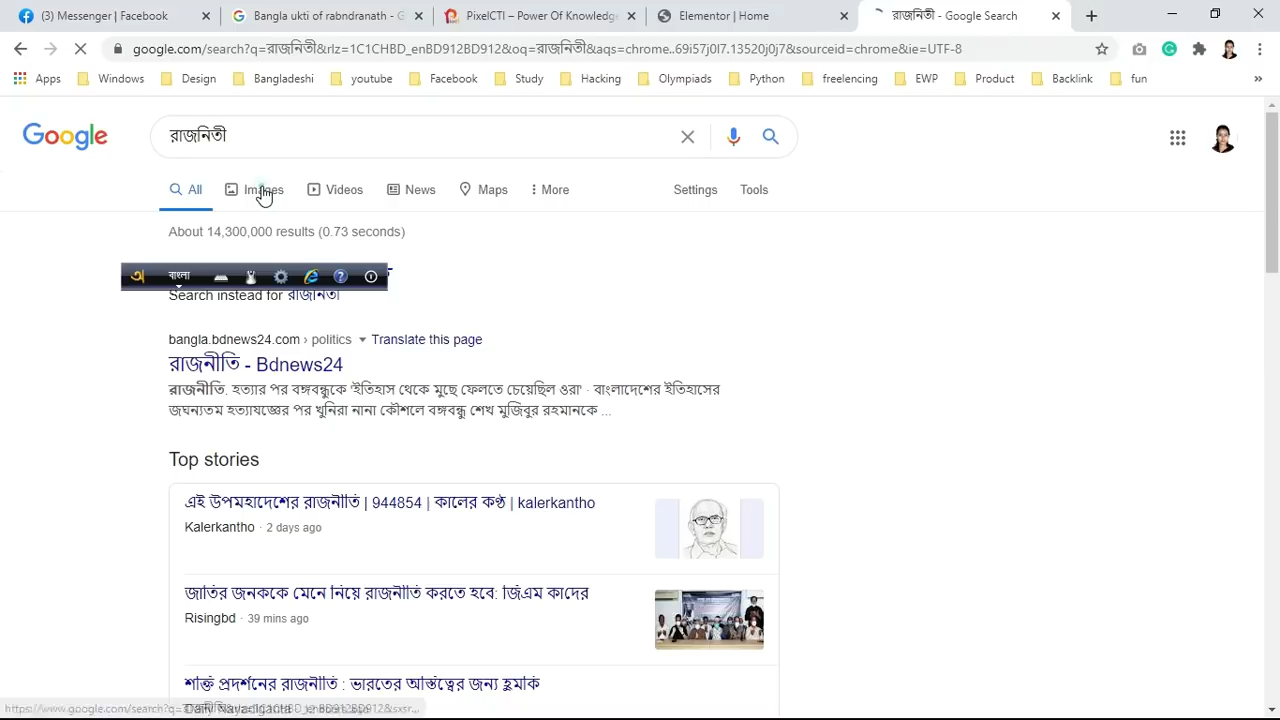 (3) Messenger | Facebook
Bangla ukti of rabndranath - G
PixelCTI – Power Of Knowledge
Elementor | Home
রাজনিতী - Google Search
google.com/search?q=রাজনিতী&rlz=1C1CHBD_enBD912BD912&oq=রাজনিতী&aqs=chrome..69i57j0l7.13520j0j7&sourceid=chrome&ie=UTF-8
Apps Windows Design Bangladeshi youtube Facebook Study Hacking Olympiads Python freelencing EWP Product Backlink fun
Google
রাজনিতী
All Images Videos News Maps More Settings Tools
About 14,300,000 results (0.73 seconds)
অ বাংলা
Search instead for রাজনিতী
bangla.bdnews24.com › politics Translate this page
রাজনীতি - Bdnews24
রাজনীতি. হত্যার পর বঙ্গবন্ধুকে 'ইতিহাস থেকে মুছে ফেলতে চেয়েছিল ওরা' · বাংলাদেশের ইতিহাসের
জঘন্যতম হত্যাযজ্ঞের পর খুনিরা নানা কৌশলে বঙ্গবন্ধু শেখ মুজিবুর রহমানকে ...
Top stories
এই উপমহাদেশের রাজনীতি | 944854 | কালের কণ্ঠ | kalerkantho
Kalerkantho · 2 days ago
জাতির জনককে মেনে নিয়ে রাজনীতি করতে হবে: জিএম কাদের
Risingbd · 39 mins ago
শক্তি প্রদর্শনের রাজনীতি : ভারতের অস্তিত্বের জন্য হুমকি
Daily Nayadiganta